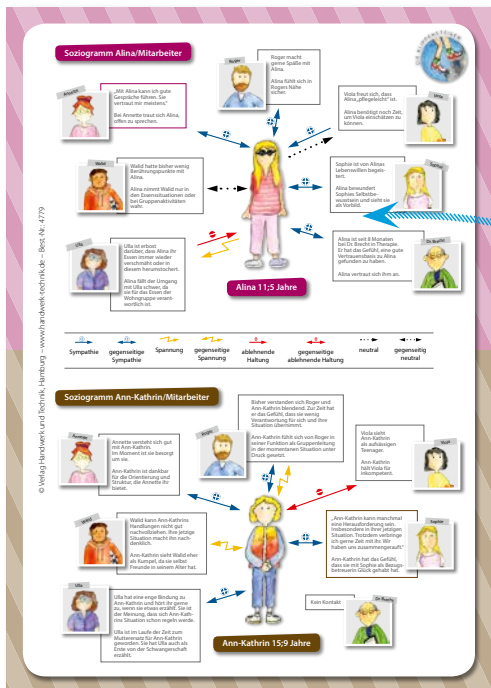 Soziogramm Alina/Mitarbeiter
DIE KLIPPENSTEINER
Roger
Roger macht
gerne Späße mit
Alina.
Alina fühlt sich in
Rogers Nähe
sicher.
Annette
„Mit Alina kann ich gute
Gespräche führen. Sie
vertraut mir meistens.“
Bei Annette traut sich Alina,
offen zu sprechen.
Viola freut sich, dass
Alina „pflegeleicht“ ist.
Alina benötigt noch Zeit,
um Viola einschätzen zu
können.
Viola
Walid
Walid hatte bisher wenig
Berührungspunkte mit
Alina.
Alina nimmt Walid nur in
den Essenssituationen oder
bei Gruppenaktivitäten
wahr.
Sophie ist von Alinas
Lebenswillen begeis-
tert.
Alina bewundert
Sophies Selbstbe-
wusstsein und sieht sie
als Vorbild.
Sophie
Ulla
Ulla ist erbost
darüber, dass Alina ihr
Essen immer wieder
verschmäht oder in
diesem herumstochert.
Alina fällt der Umgang
mit Ulla schwer, da
sie für das Essen der
Wohngruppe verant-
wortlich ist.
Alina ist seit 8 Monaten
bei Dr. Brecht in Therapie.
Er hat das Gefühl, eine gute
Vertrauensbasis zu Alina
gefunden zu haben.
Alina vertraut sich ihm an.
Dr. Brecht
Alina 11;5 Jahre
Sympathie
gegenseitige
Sympathie
Spannung
gegenseitige
Spannung
ablehnende
Haltung
gegenseitige
ablehnende Haltung
neutral
gegenseitig
neutral
© Verlag Handwerk und Technik, Hamburg – www.handwerk-technik.de – Best.-Nr.: 4779
Soziogramm Ann-Kathrin/Mitarbeiter
Annette
Annette versteht sich gut
mit Ann-Kathrin.
Im Moment ist sie besorgt
um sie.
Ann-Kathrin ist dankbar
für die Orientierung und
Struktur, die Annette ihr
bietet.
Roger
Bisher verstanden sich Roger und
Ann-Kathrin blendend. Zur Zeit hat
er das Gefühl, dass sie wenig
Verantwortung für sich und ihre
Situation übernimmt.
Ann-Kathrin fühlt sich von Roger in
seiner Funktion als Gruppenleitung
in der momentanen Situation unter
Druck gesetzt.
Viola sieht
Ann-Kathrin
als aufsässigen
Teenager.
Ann-Kathrin
hält Viola für
inkompetent.
Viola
Walid
Walid kann Ann-Kathrins
Handlungen nicht gut
nachvollziehen. Ihre jetzige
Situation macht ihn nach-
denklich.
Ann-Kathrin sieht Walid eher
als Kumpel, da sie selbst
Freunde in seinem Alter hat.
„Ann-Kathrin kann manchmal
eine Herausforderung sein,
insbesondere in ihrer jetzigen
Situation. Trotzdem verbringe
ich gerne Zeit mit ihr. Wir
haben uns zusammengerauft.“
Ann-Kathrin hat das Gefühl,
dass sie mit Sophie als Bezugs-
betreuerin Glück gehabt hat.
Sophie
Ulla
Ulla hat eine enge Bindung zu
Ann-Kathrin und hört ihr gerne
zu, wenn sie etwas erzählt. Sie ist
der Meinung, dass sich Ann-Kath-
rins Situation schon regeln werde.
Ulla ist im Laufe der Zeit zum
Mutterersatz für Ann-Kathrin
geworden. Sie hat Ulla auch als
Erste von der Schwangerschaft
erzählt.
Kein Kontakt
Dr. Brecht
Ann-Kathrin 15;9 Jahre